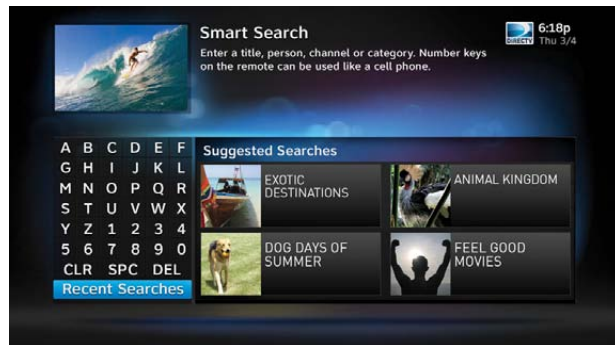 Smart Search
Enter a title, person, channel or category. Number keys
on the remote can be used like a cell phone.
DIRECTV
6:18p
Thu 3/4
A B C D E F
G H I J K L
M N O P Q R
S T U V W X
Y Z 1 2 3 4
5 6 7 8 9 0
CLR SPC DEL
Recent Searches
Suggested Searches
EXOTIC
DESTINATIONS
ANIMAL KINGDOM
DOG DAYS OF
SUMMER
FEEL GOOD
MOVIES